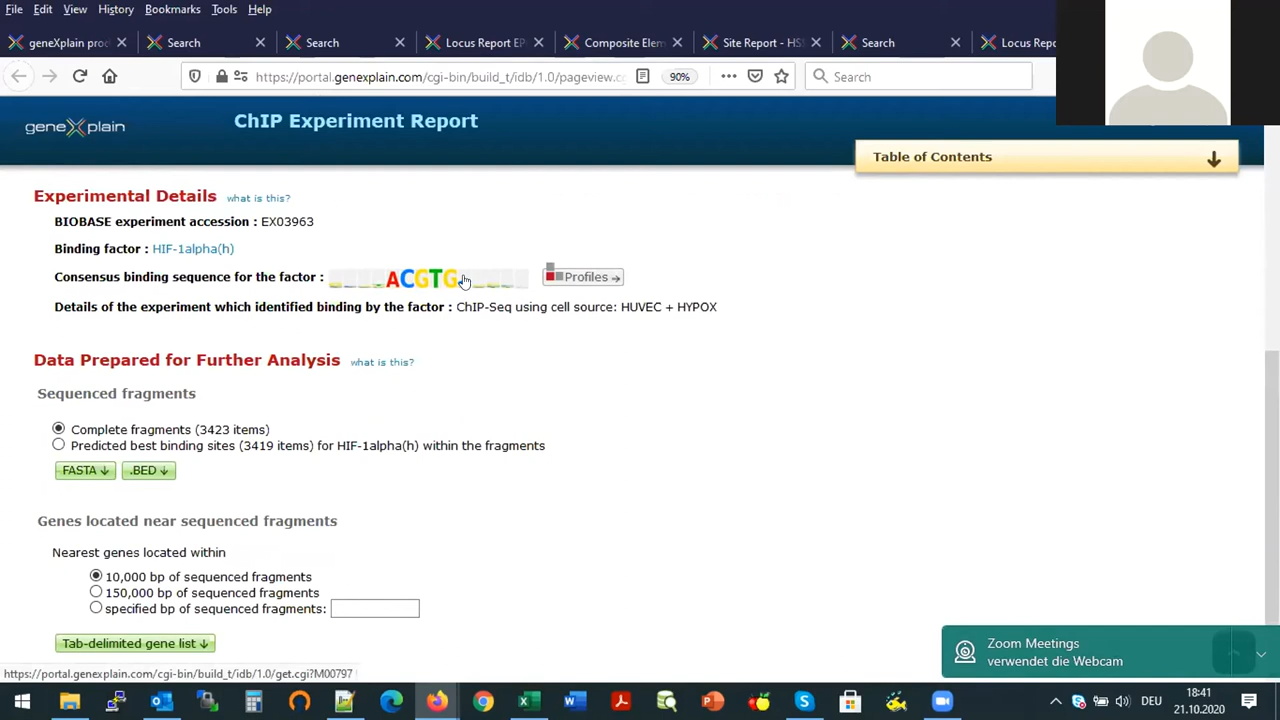 File Edit View History Bookmarks Tools Help
geneXplain pro Search Search Locus Report EP Composite Elem Site Report - HS Search Locus Repo
https://portal.genexplain.com/cgi-bin/build_t/idb/1.0/pageview.c 90% Search
geneXplain ChIP Experiment Report
Table of Contents
Experimental Details what is this?
BIOBASE experiment accession : EX03963
Binding factor : HIF-1alpha(h)
Consensus binding sequence for the factor : ACGTG Profiles
Details of the experiment which identified binding by the factor : ChIP-Seq using cell source: HUVEC + HYPOX
Data Prepared for Further Analysis what is this?
Sequenced fragments
Complete fragments (3423 items)
Predicted best binding sites (3419 items) for HIF-1alpha(h) within the fragments
FASTA .BED
Genes located near sequenced fragments
Nearest genes located within
10,000 bp of sequenced fragments
150,000 bp of sequenced fragments
specified bp of sequenced fragments:
Tab-delimited gene list
Zoom Meetings
verwendet die Webcam
https://portal.genexplain.com/cgi-bin/build_t/idb/1.0/get.cgi?M00797
DEU
18:41
21.10.2020